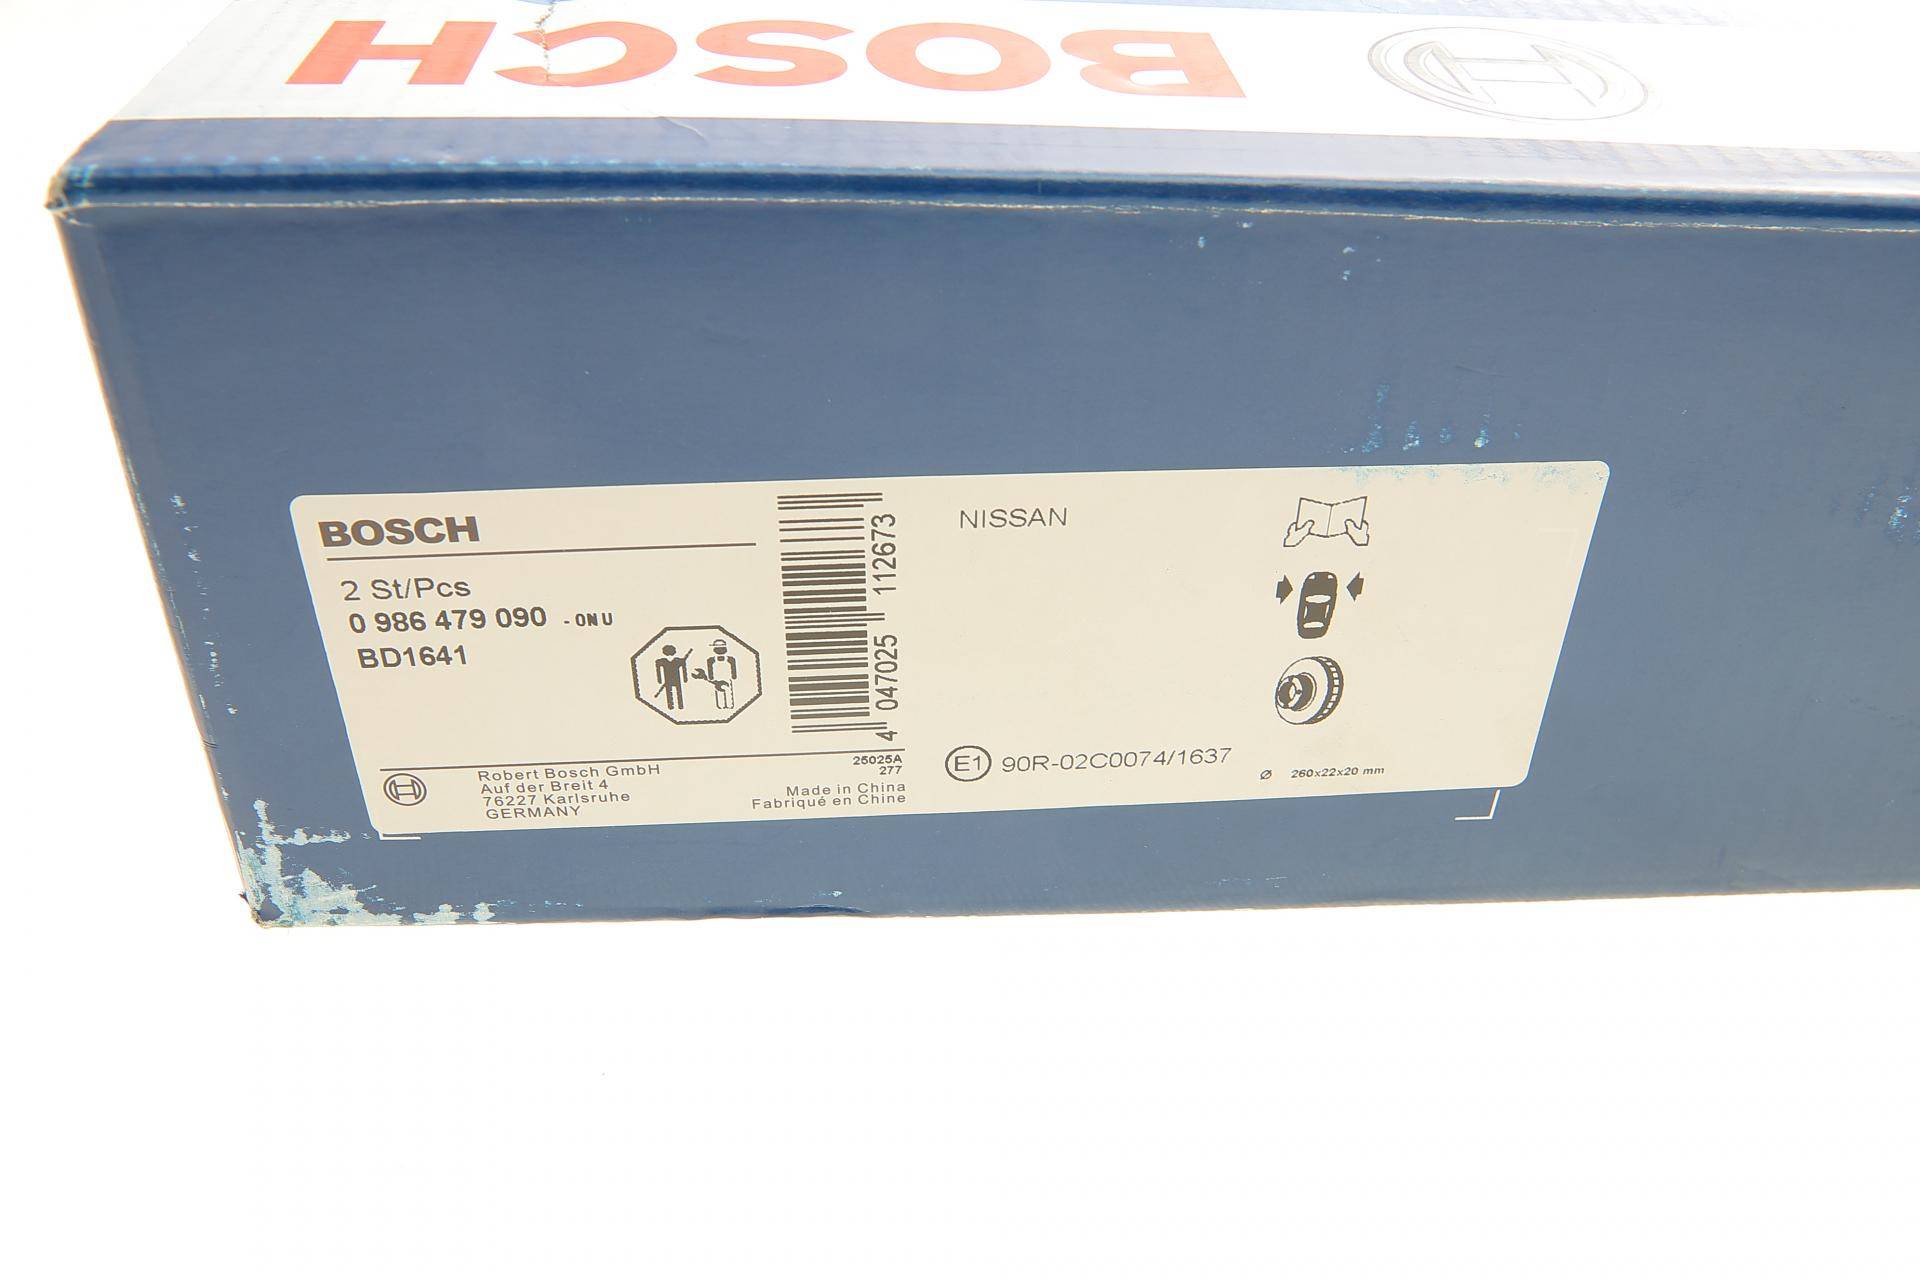 BOSCH
BOSCH
2 St/Pcs
0 986 479 090 - 0N U
BD1641
4 047025 112673
NISSAN
E1 90R-02C0074/1637
Ø 260x22x20 mm
25025A
277
Robert Bosch GmbH
Auf der Breit 4
76227 Karlsruhe
GERMANY
Made in China
Fabriqué en Chine